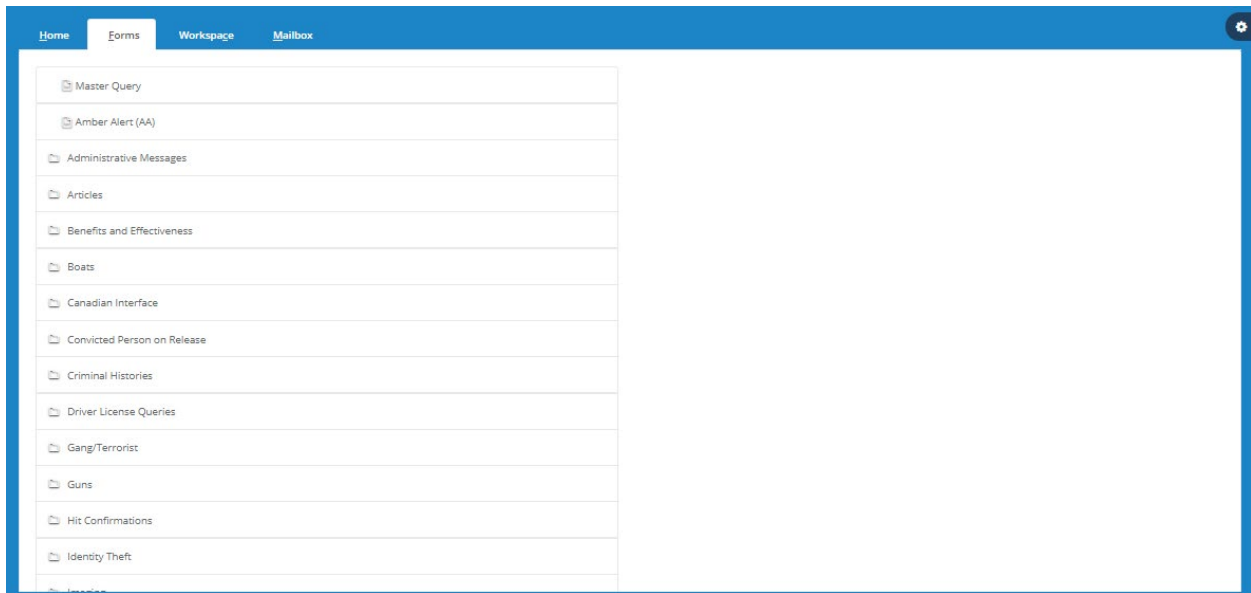 Home Forms Workspace Mailbox
Master Query
Amber Alert (AA)
Administrative Messages
Articles
Benefits and Effectiveness
Boats
Canadian Interface
Convicted Person on Release
Criminal Histories
Driver License Queries
Gang/Terrorist
Guns
Hit Confirmations
Identity Theft